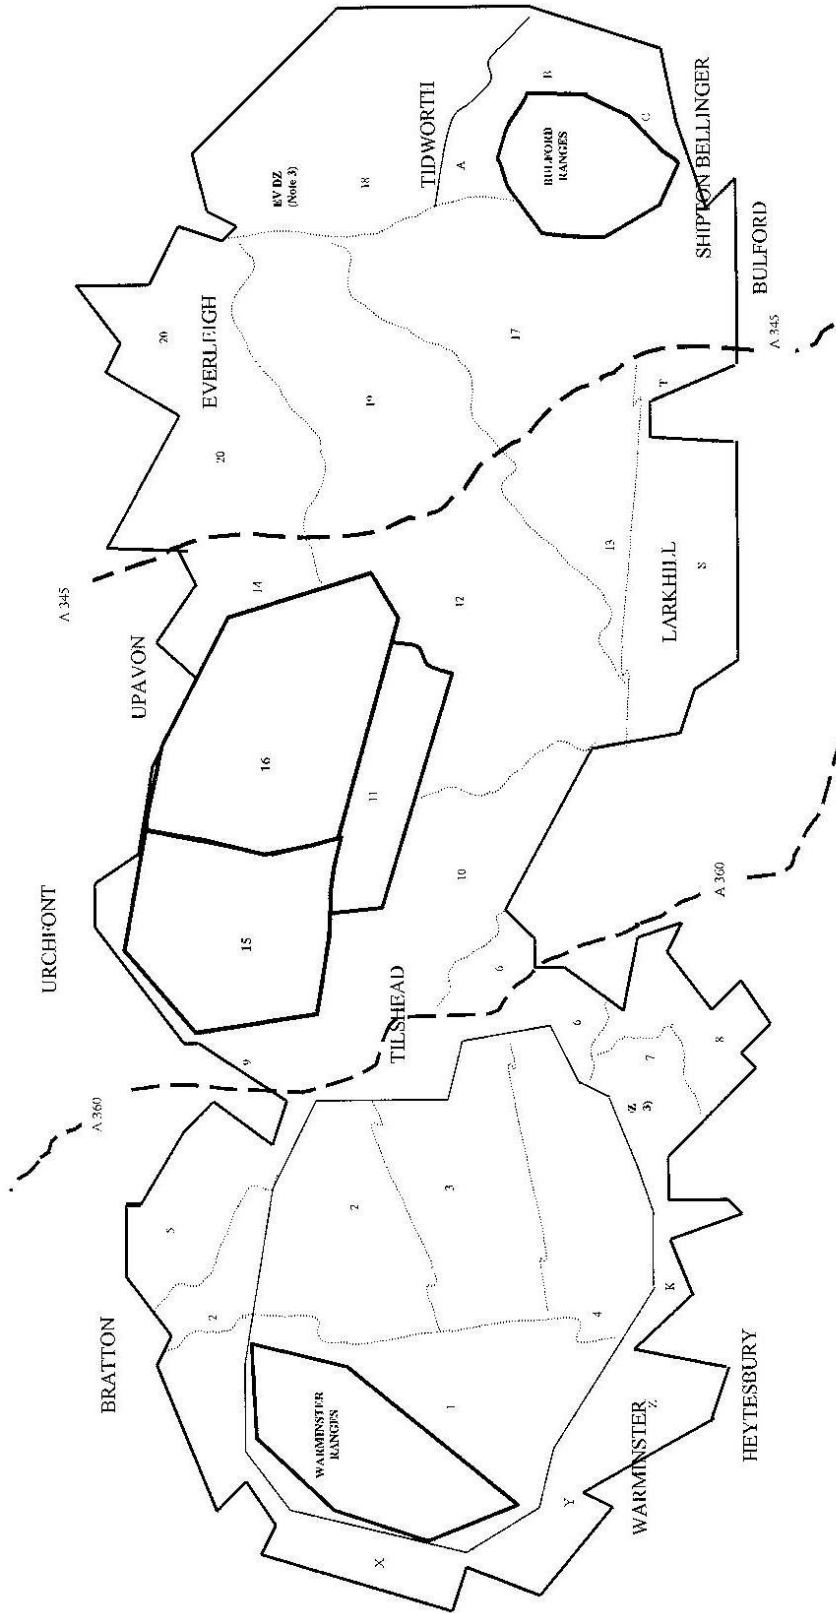 URCHFONT
UPAVON
A 345
BRATTON
A 360
EVERLEIGH
20
20
EV DZ
(Note 3)
18
TIDWORTH
A
B
BULFORD
RANGES
C
SHIPTON BELLINGER
BULFORD
A 345
5
2
9
15
16
14
19
17
T
WARMINSTER
RANGES
X
1
2
3
4
TILSHEAD
11
10
12
13
LARKHILL
S
6
6
7
8
(Z
3)
A 360
K
Y
Z
WARMINSTER
HEYTESBURY